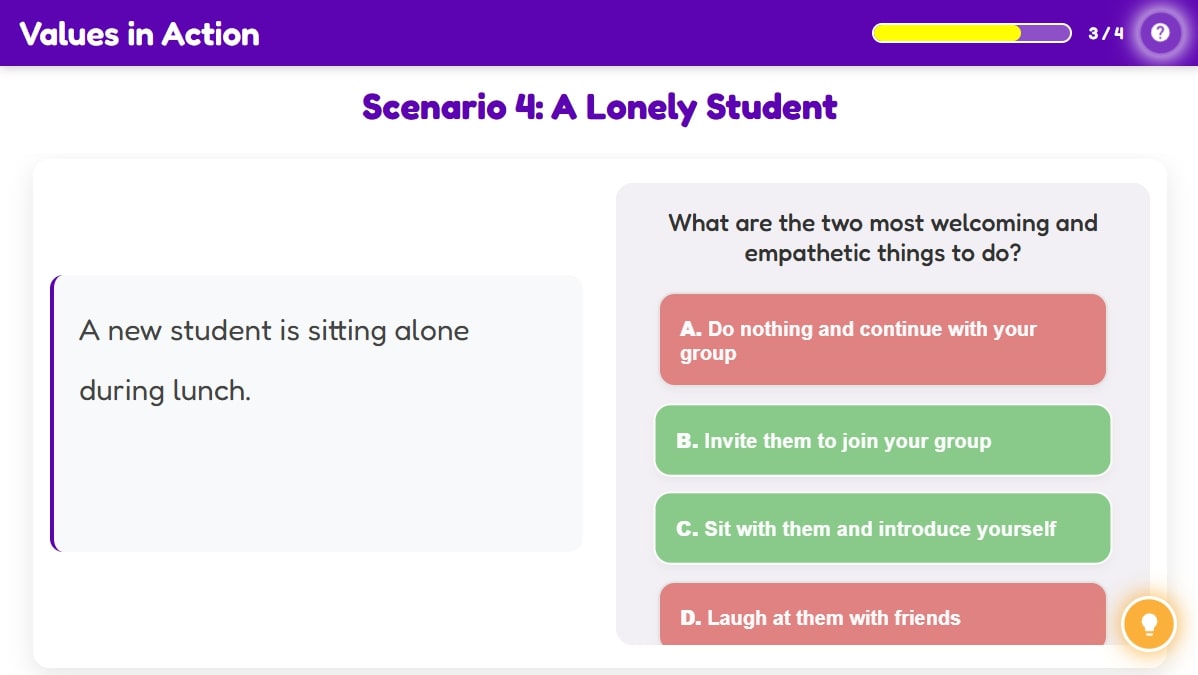 Values in Action
3 / 4
?
Scenario 4: A Lonely Student
A new student is sitting alone
during lunch.
What are the two most welcoming and
empathetic things to do?
A. Do nothing and continue with your
group
B. Invite them to join your group
C. Sit with them and introduce yourself
D. Laugh at them with friends